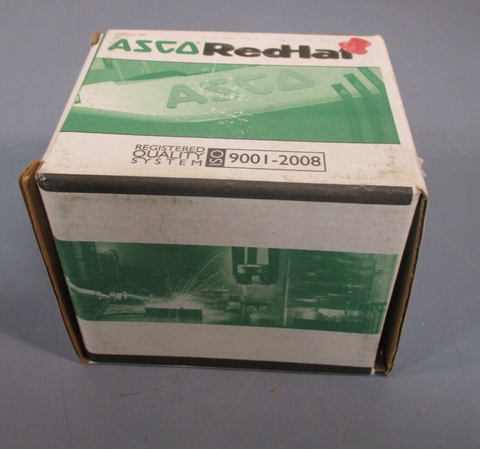 ASCO RedHat
ASCO
REGISTERED
QUALITY
SYSTEM
ISO 9001-2008